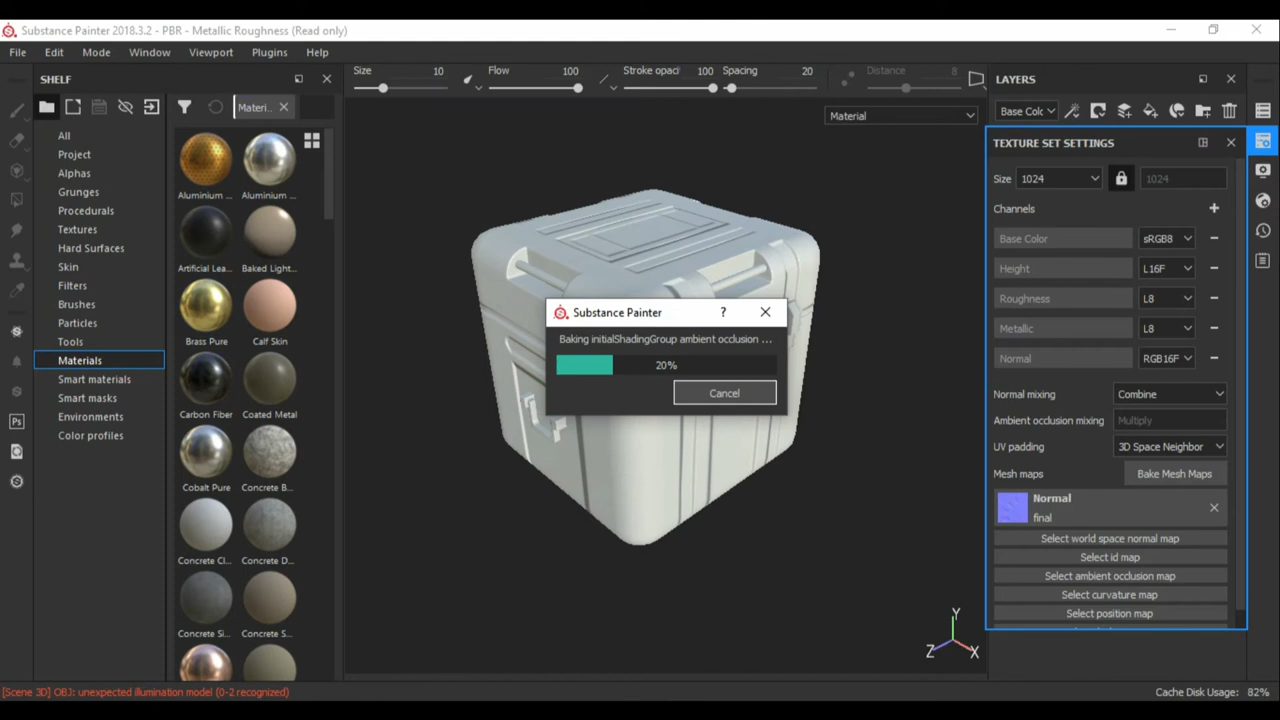 Substance Painter 2018.3.2 - PBR - Metallic Roughness (Read only)
File Edit Mode Window Viewport Plugins Help
SHELF
Size 10 Flow 100 Stroke opaci 100 Spacing 20 Distance 8
LAYERS
Materi..
Material
Base Colc
All
Project
Alphas
Grunges
Procedurals
Textures
Hard Surfaces
Skin
Filters
Brushes
Particles
Tools
Materials
Smart materials
Smart masks
Environments
Color profiles
Ps
Aluminium ... Aluminium ...
Artificial Lea... Baked Light...
Brass Pure Calf Skin
Carbon Fiber Coated Metal
Cobalt Pure Concrete B...
Concrete Cl... Concrete D...
Concrete Si... Concrete S...
Substance Painter ?
Baking initialShadingGroup ambient occlusion ...
20%
Cancel
Y
Z X
TEXTURE SET SETTINGS
Size 1024 1024
Channels
Base Color sRGB8
Height L16F
Roughness L8
Metallic L8
Normal RGB16F
Normal mixing Combine
Ambient occlusion mixing Multiply
UV padding 3D Space Neighbor
Mesh maps Bake Mesh Maps
Normal
final
Select world space normal map
Select id map
Select ambient occlusion map
Select curvature map
Select position map
[Scene 3D] OBJ: unexpected illumination model (0-2 recognized)
Cache Disk Usage: 82%